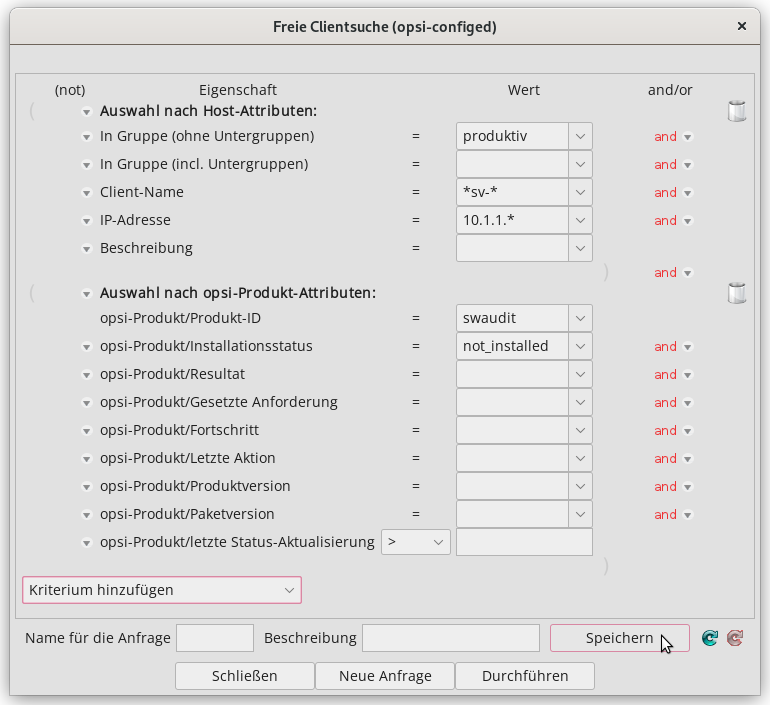 Freie Clientsuche (opsi-configed) ×
(not) Eigenschaft Wert and/or
( Auswahl nach Host-Attributen:
In Gruppe (ohne Untergruppen) = produktiv and
In Gruppe (incl. Untergruppen) = and
Client-Name = *sv-* and
IP-Adresse = 10.1.1.* and
Beschreibung =
) and
( Auswahl nach opsi-Produkt-Attributen:
opsi-Produkt/Produkt-ID = swaudit
opsi-Produkt/Installationsstatus = not_installed and
opsi-Produkt/Resultat = and
opsi-Produkt/Gesetzte Anforderung = and
opsi-Produkt/Fortschritt = and
opsi-Produkt/Letzte Aktion = and
opsi-Produkt/Produktversion = and
opsi-Produkt/Paketversion = and
opsi-Produkt/letzte Status-Aktualisierung >
)
Kriterium hinzufügen
Name für die Anfrage Beschreibung Speichern
Schließen Neue Anfrage Durchführen